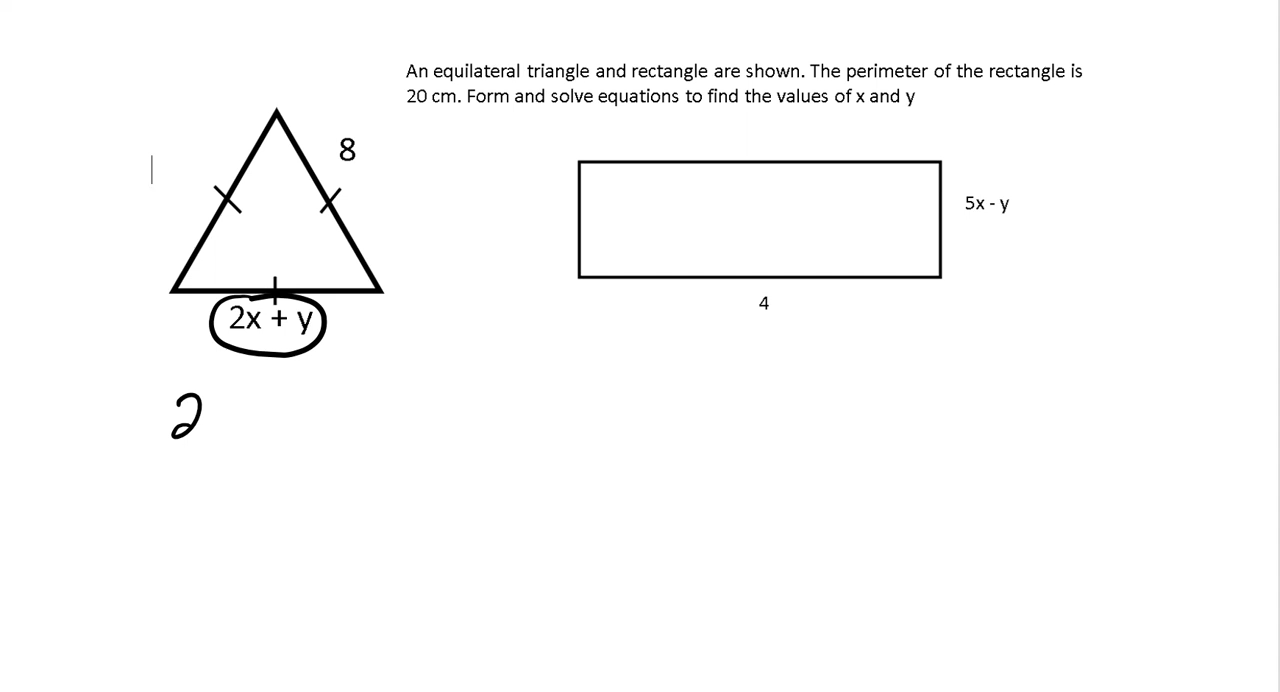 An equilateral triangle and rectangle are shown. The perimeter of the rectangle is
20 cm. Form and solve equations to find the values of x and y
8
5x - y
4
2x + y
2